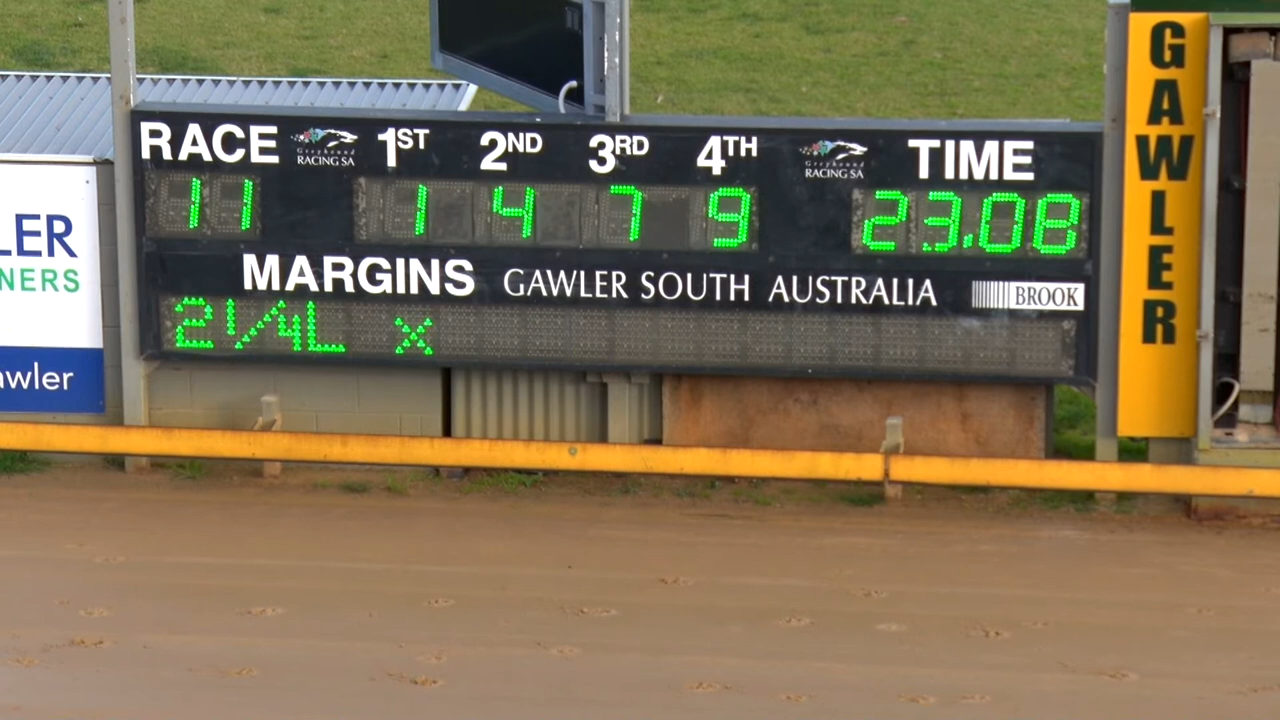 RACE Greyhound RACING SA 1ST 2ND 3RD 4TH Greyhound RACING SA TIME
11 1 4 7 9 23.08
MARGINS GAWLER SOUTH AUSTRALIA BROOK
2 1/4L x
LER
NERS
awler
GAWLER